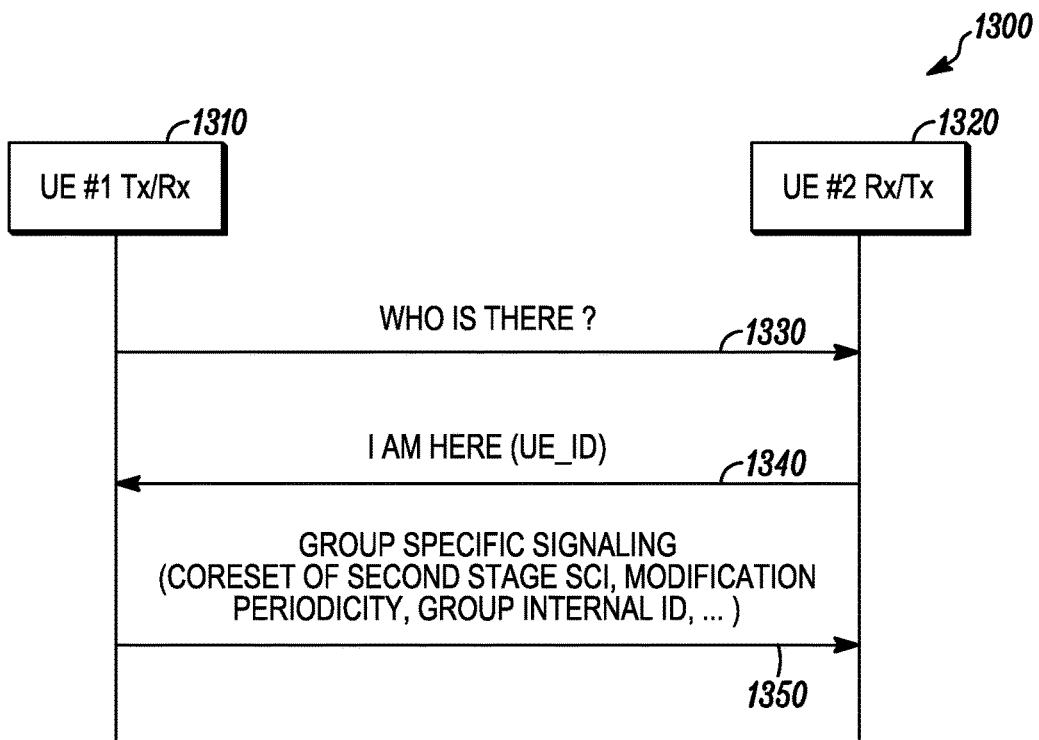 1300
1310
1320
UE #1 Tx/Rx
UE #2 Rx/Tx
WHO IS THERE ?
1330
I AM HERE (UE_ID)
1340
GROUP SPECIFIC SIGNALING
(CORESET OF SECOND STAGE SCI, MODIFICATION
PERIODICITY, GROUP INTERNAL ID, ... )
1350